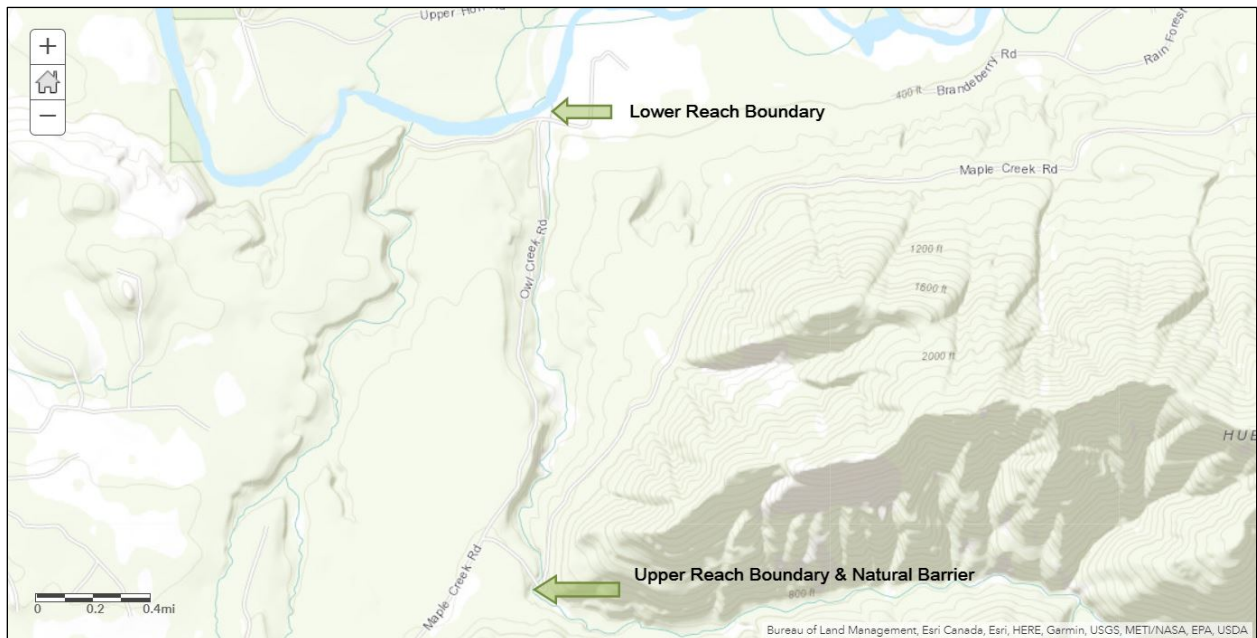 Upper Hoh
+
−
Rain Forest
Brandeberry Rd
400 ft
Lower Reach Boundary
Maple Creek Rd
Owl Creek Rd
1200 ft
1600 ft
2000 ft
HUE
Maple Creek Rd
Upper Reach Boundary & Natural Barrier
800 ft
0 0.2 0.4mi
Bureau of Land Management, Esri Canada, Esri, HERE, Garmin, USGS, METI/NASA, EPA, USDA